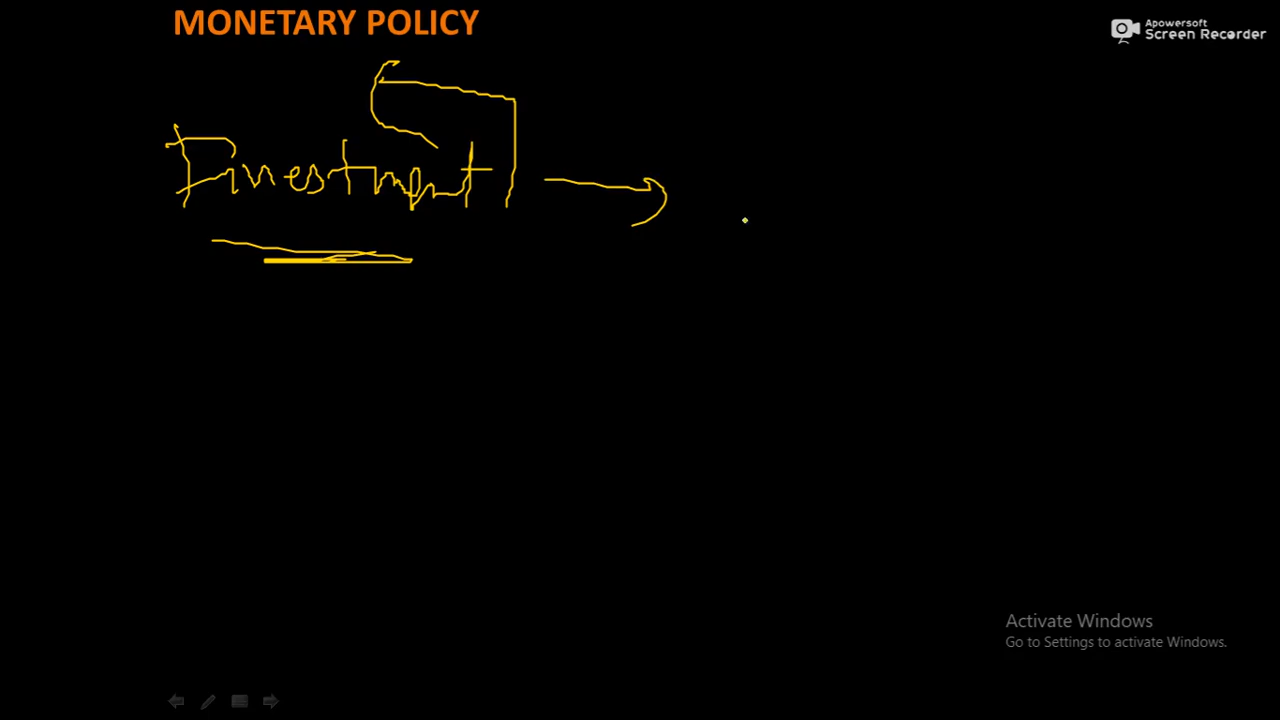 MONETARY POLICY
Apowersoft
Screen Recorder
Investment
Activate Windows
Go to Settings to activate Windows.